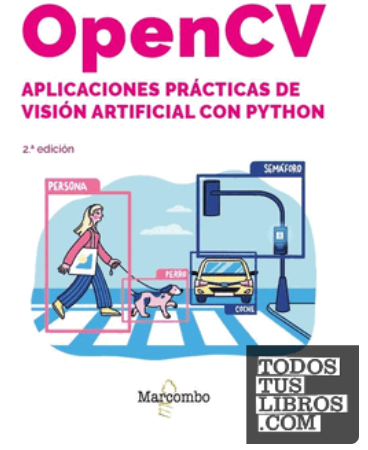 OpenCV
APLICACIONES PRÁCTICAS DE
VISIÓN ARTIFICIAL CON PYTHON
2.ª edición
SEMÁFORO
PERSONA
PERRO
COCHE
Marcombo
TODOS
TUS
LIBROS
.COM